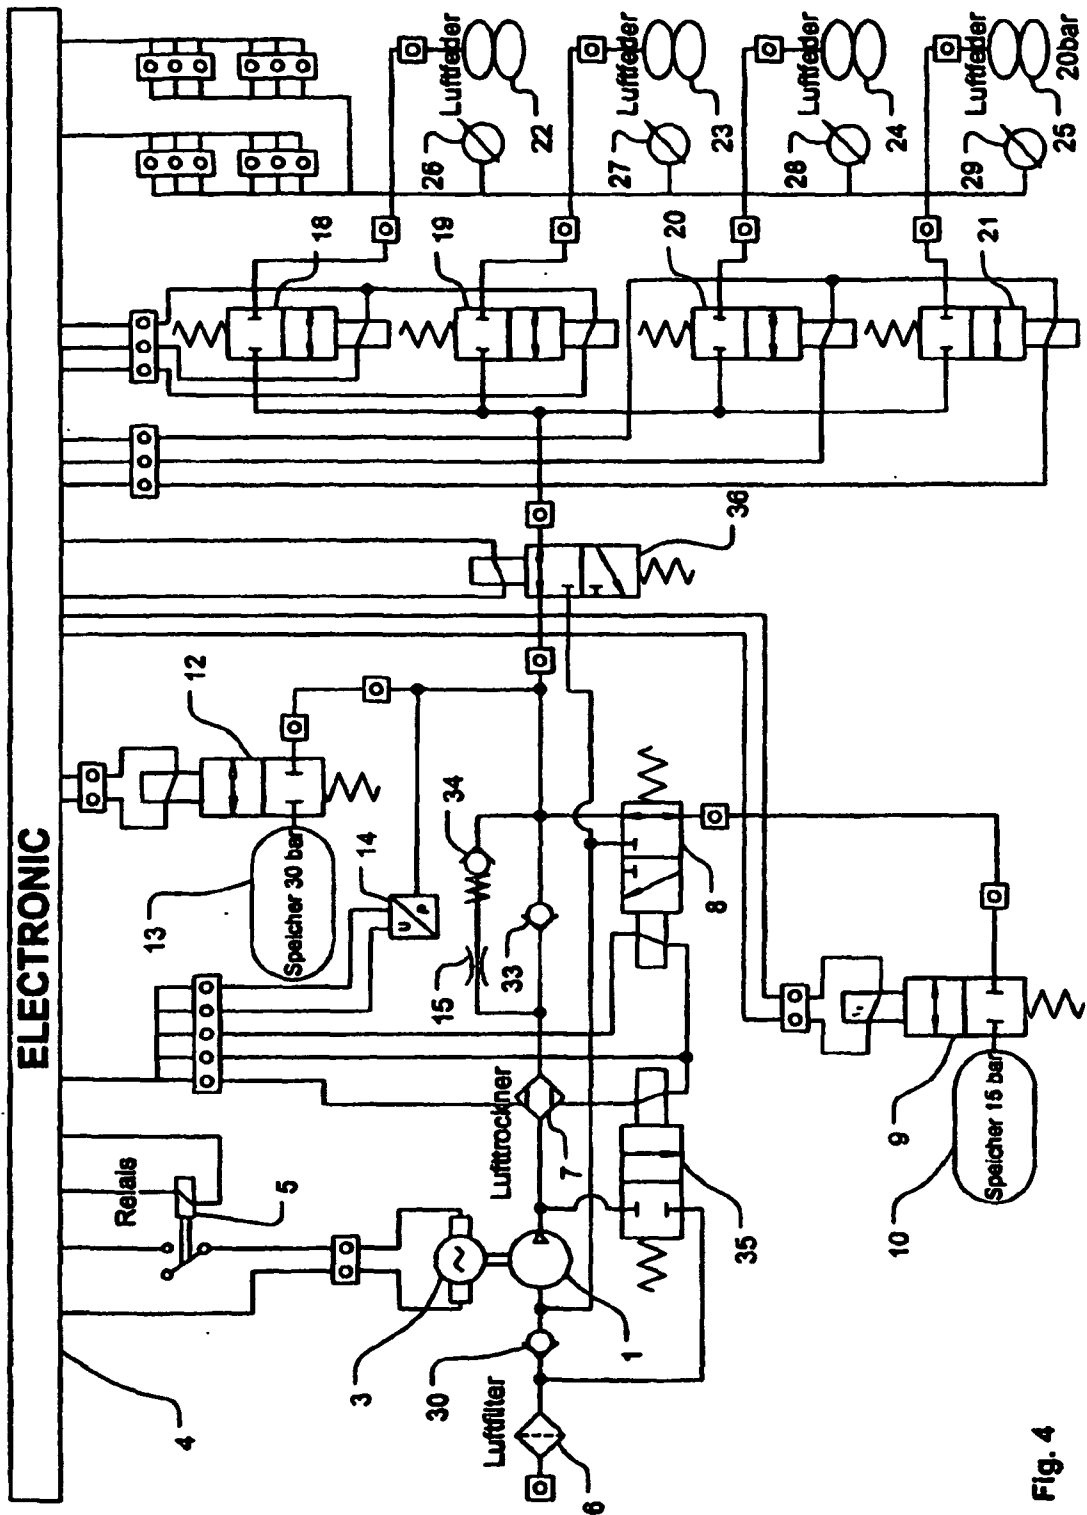 ELECTRONIC
4
Relais
5
3
30
Luftfilter
6
1
Lufttrockner
7
35
13
Speicher 30 bar
12
14
U
P
15
34
33
8
9
10
Speicher 15 bar
36
18
19
20
21
26
Luftfeder
22
27
Luftfeder
23
28
Luftfeder
24
29
Luftfeder
25
20bar
Fig. 4